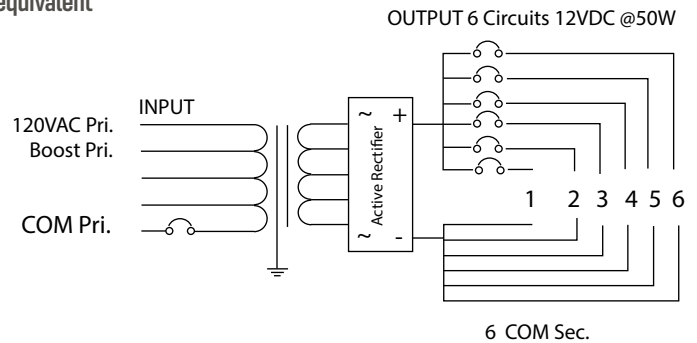 equivalent
OUTPUT 6 Circuits 12VDC @50W
INPUT
120VAC Pri.
Boost Pri.
COM Pri.
~ +
Active Rectifier
~ -
1 2 3 4 5 6
6 COM Sec.